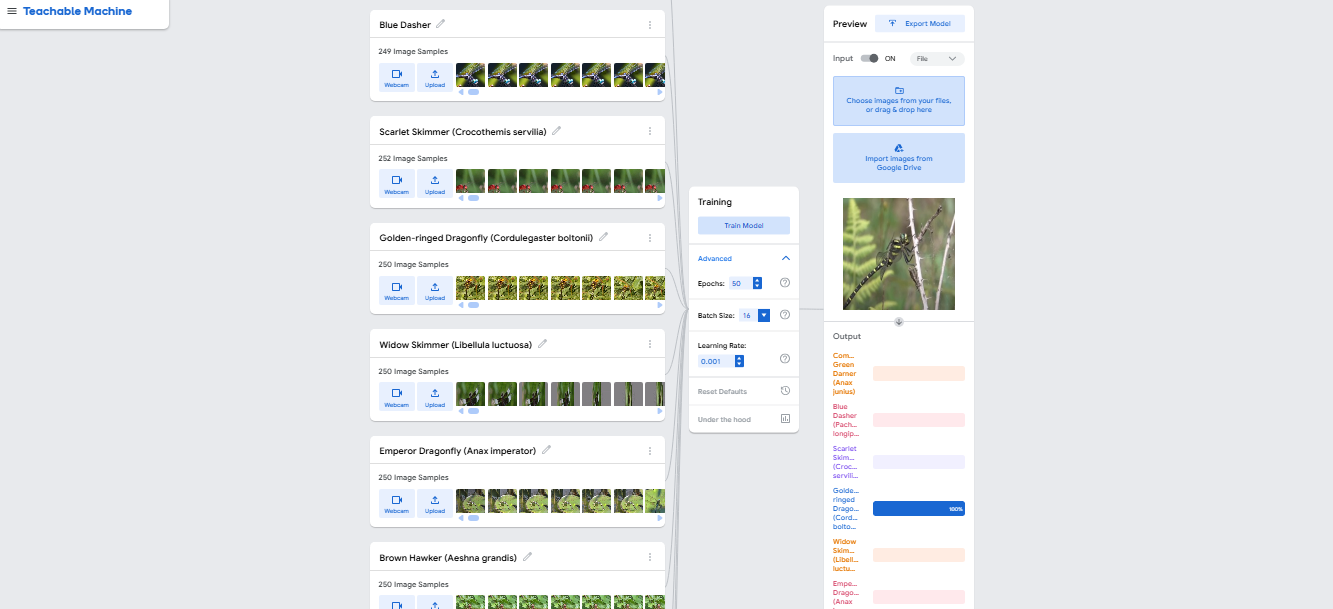 Teachable Machine
Blue Dasher
249 Image Samples
Webcam
Upload
Scarlet Skimmer (Crocothemis servilia)
252 Image Samples
Webcam
Upload
Golden-ringed Dragonfly (Cordulegaster boltonii)
250 Image Samples
Webcam
Upload
Widow Skimmer (Libellula luctuosa)
250 Image Samples
Webcam
Upload
Emperor Dragonfly (Anax imperator)
250 Image Samples
Webcam
Upload
Brown Hawker (Aeshna grandis)
250 Image Samples
Training
Train Model
Advanced
Epochs: 50
Batch Size: 16
Learning Rate:
0.001
Reset Defaults
Under the hood
Preview
Export Model
Input
ON
File
Choose images from your files,
or drag & drop here
Import images from
Google Drive
Output
Com...
Green
Darner
(Anax
junius)
Blue
Dasher
(Pach...
longip...
Scarlet
Skim...
(Croc...
servili...
Golde...
ringed
Drago...
(Cord...
bolto...
100%
Widow
Skim...
(Libell...
luctu...
Empe...
Drago...
(Anax